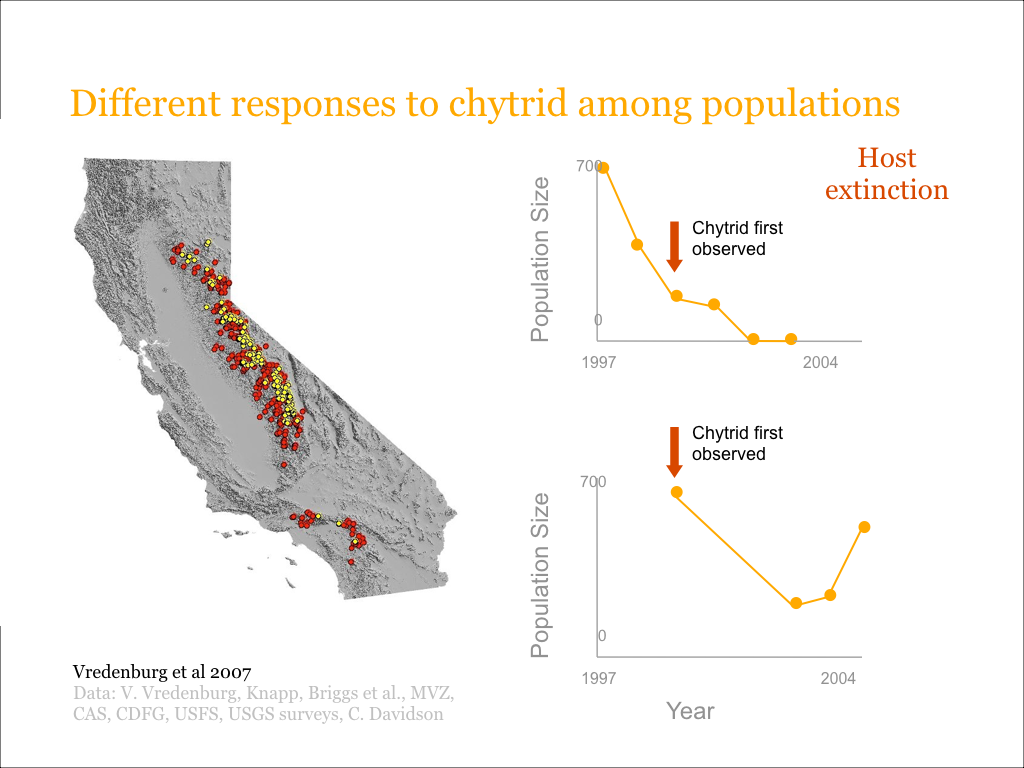 Different responses to chytrid among populations
Host
extinction
700
Population Size
Chytrid first
observed
0
1997
2004
Chytrid first
observed
700
Population Size
0
1997
2004
Year
Vredenburg et al 2007
Data: V. Vredenburg, Knapp, Briggs et al., MVZ,
CAS, CDFG, USFS, USGS surveys, C. Davidson